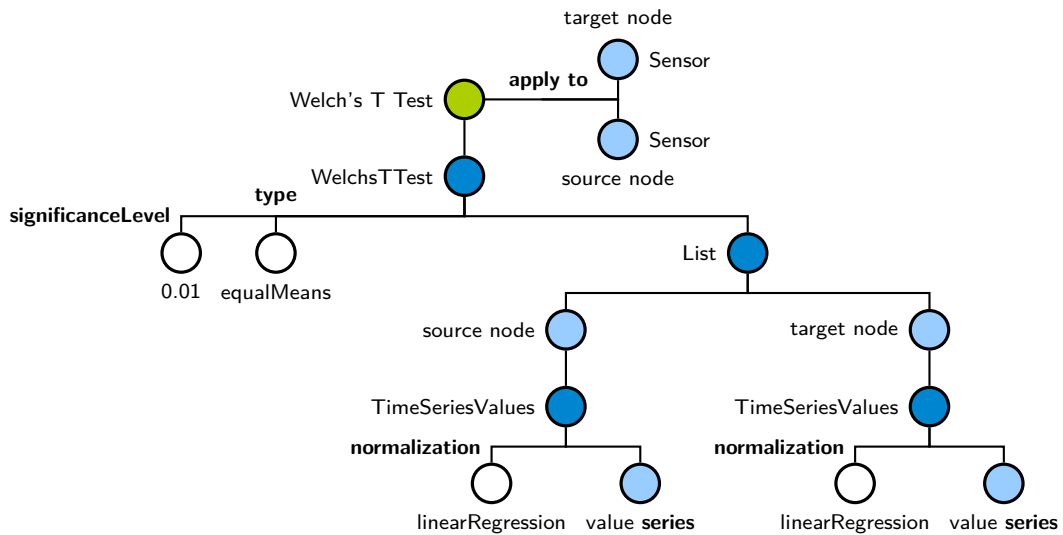 target node
Sensor
apply to
Welch's T Test
Sensor
WelchsTTest
source node
type
significanceLevel
List
0.01
equalMeans
source node
target node
TimeSeriesValues
TimeSeriesValues
normalization
normalization
linearRegression
value series
linearRegression
value series